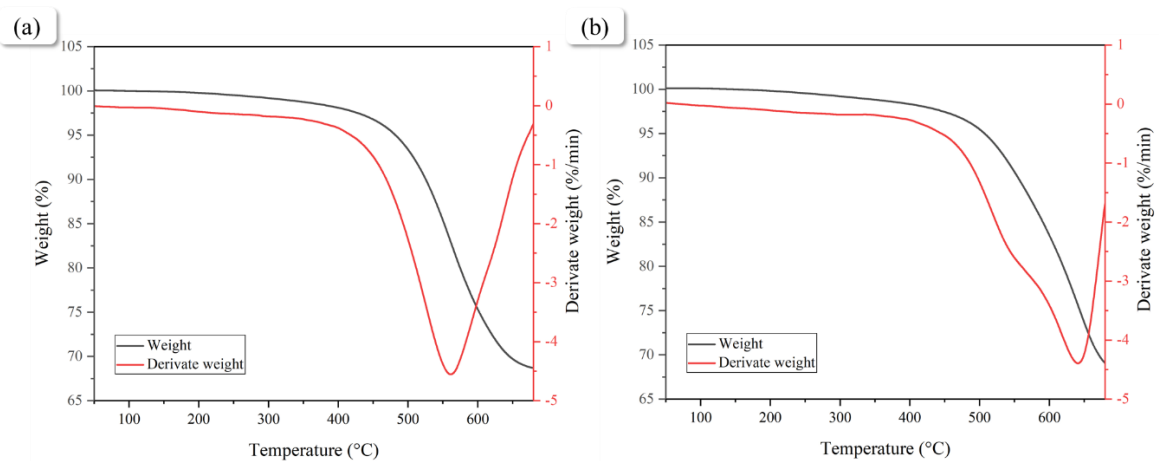 (a)
105
100
95
90
85
80
75
70
65
Weight (%)
1
0
-1
-2
-3
-4
-5
Derivate weight (%/min)
Weight
Derivate weight
100 200 300 400 500 600
Temperature (°C)
(b)
105
100
95
90
85
80
75
70
65
Weight (%)
1
0
-1
-2
-3
-4
-5
Derivate weight (%/min)
Weight
Derivate weight
100 200 300 400 500 600
Temperature (°C)